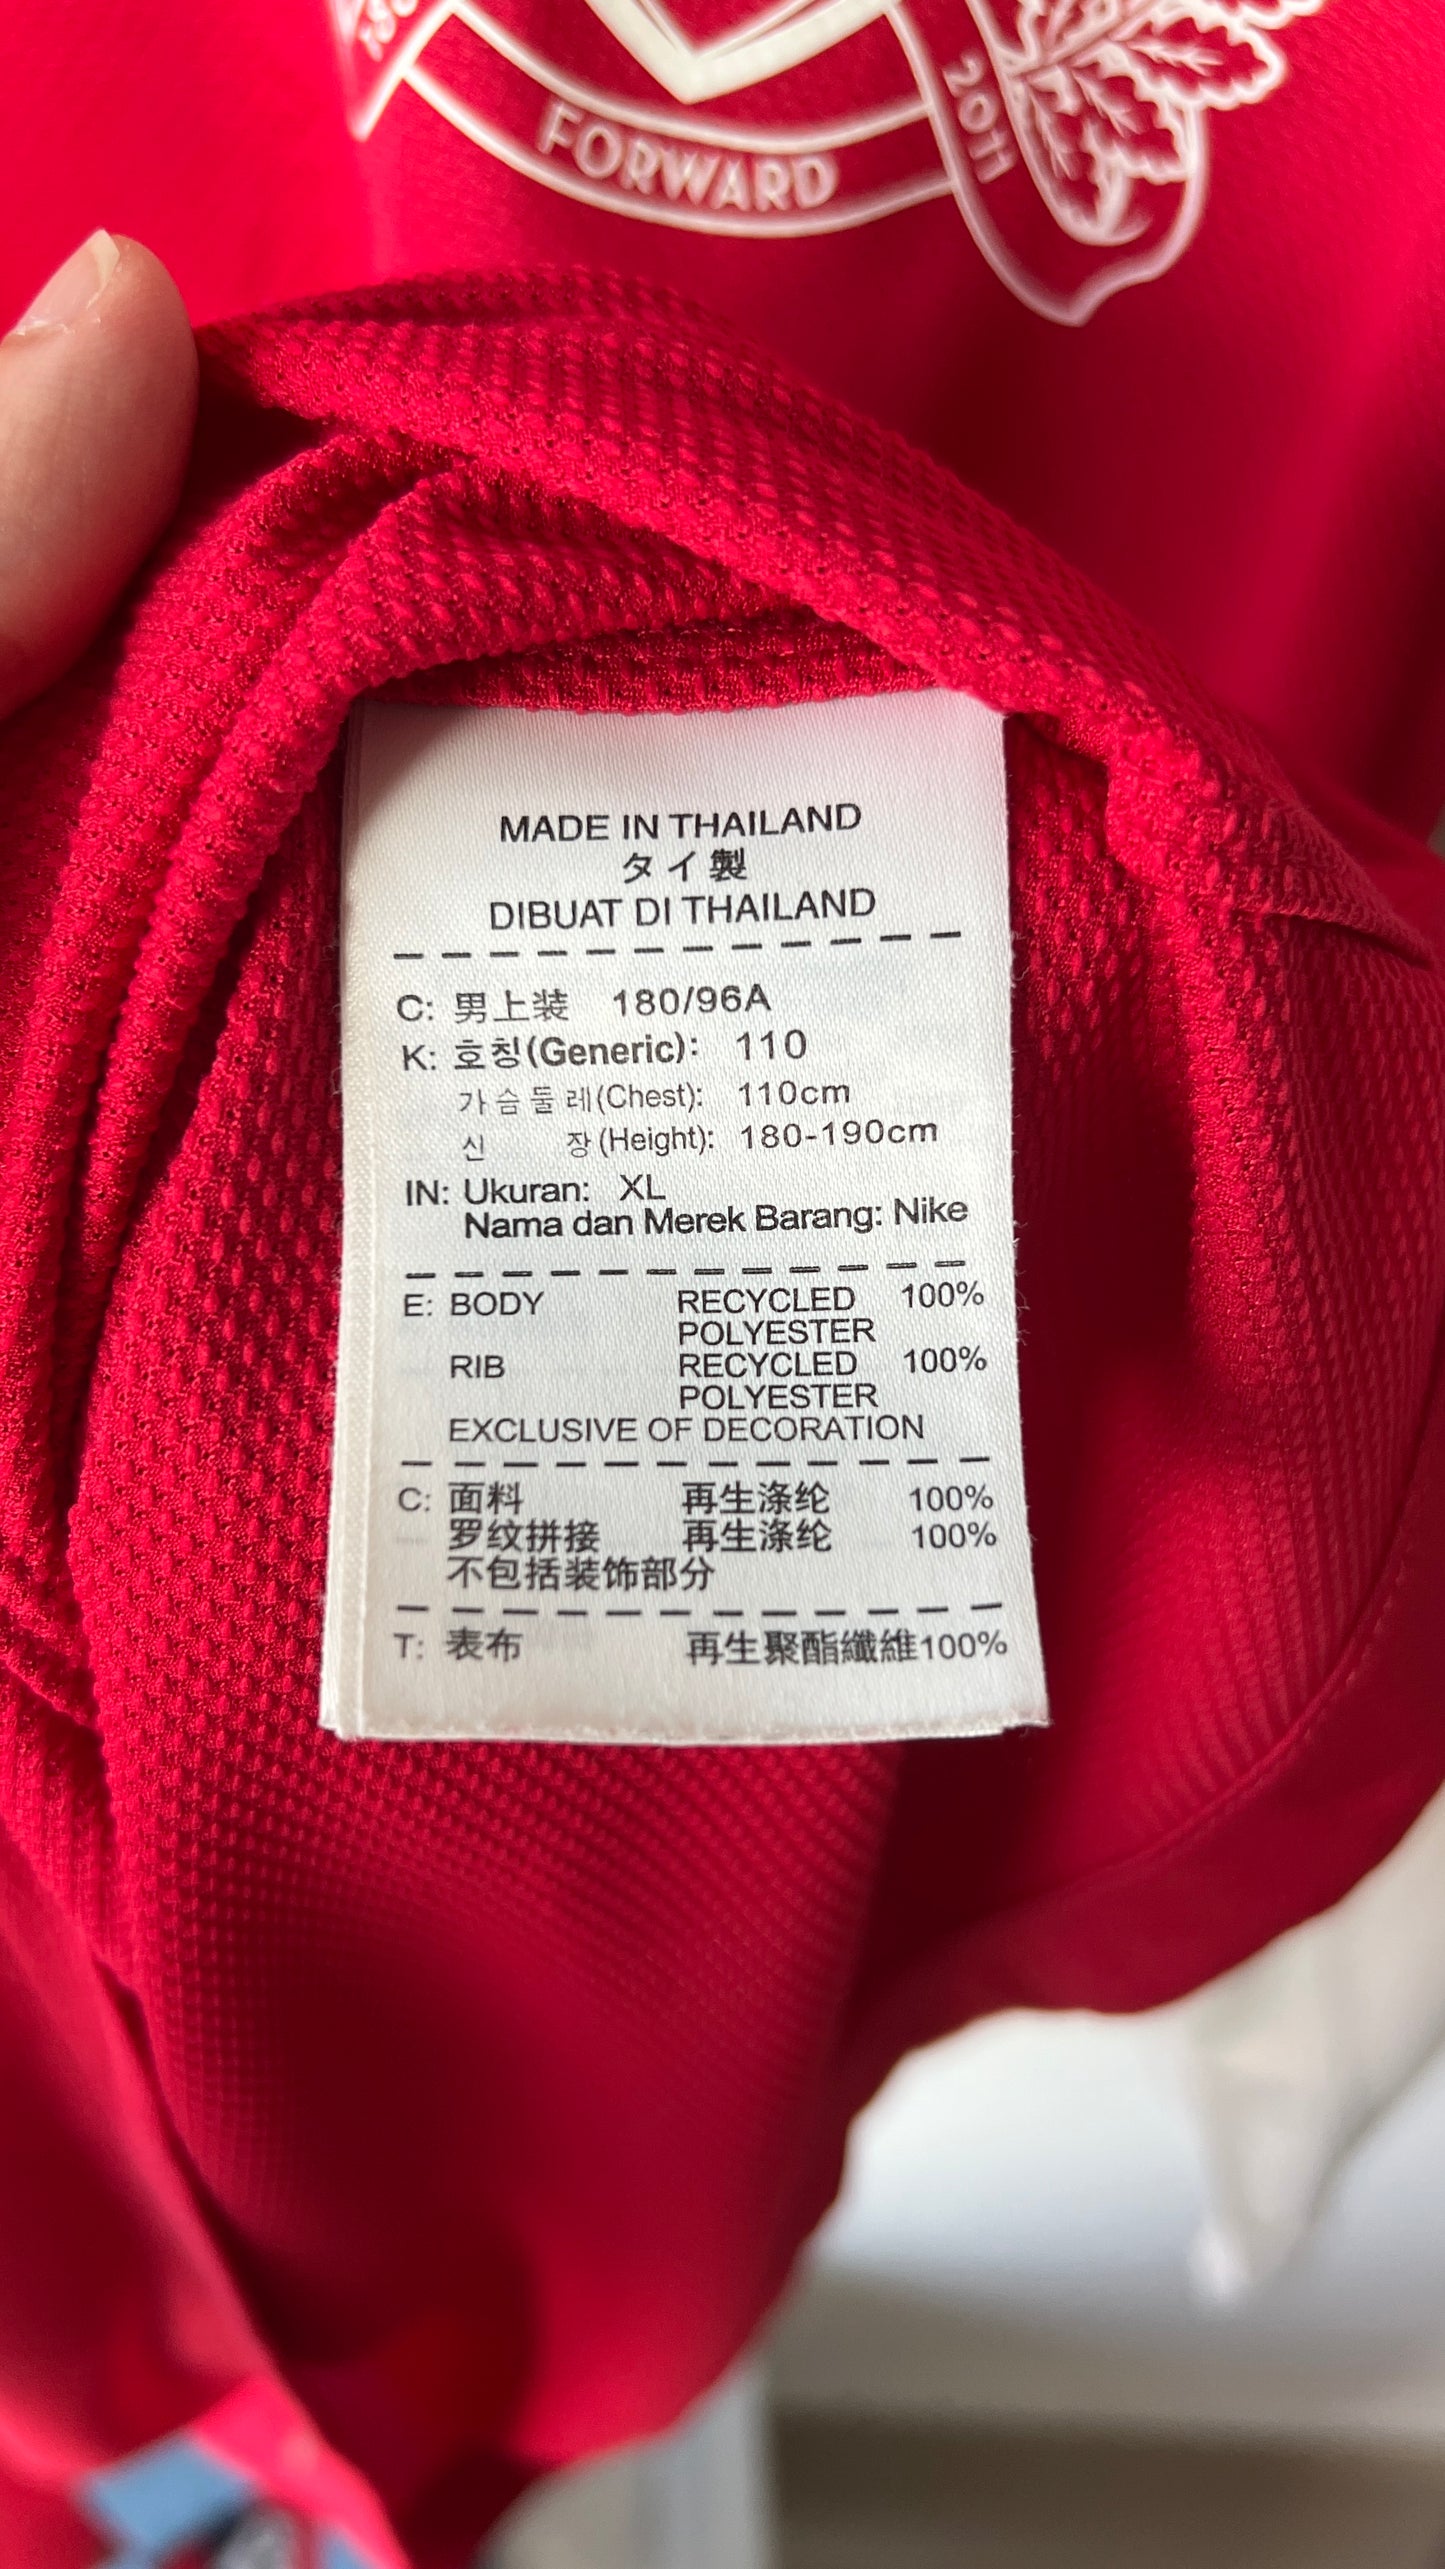 FORWARD
2011
MADE IN THAILAND
タイ製
DIBUAT DI THAILAND
C: 男上装 180/96A
K: 호칭(Generic): 110
가슴둘레(Chest): 110cm
신 장(Height): 180-190cm
IN: Ukuran: XL
Nama dan Merek Barang: Nike
E: BODY RECYCLED 100%
POLYESTER
RIB RECYCLED 100%
POLYESTER
EXCLUSIVE OF DECORATION
C: 面料 再生涤纶 100%
罗纹拼接 再生涤纶 100%
不包括装饰部分
T: 表布 再生聚酯纖維100%